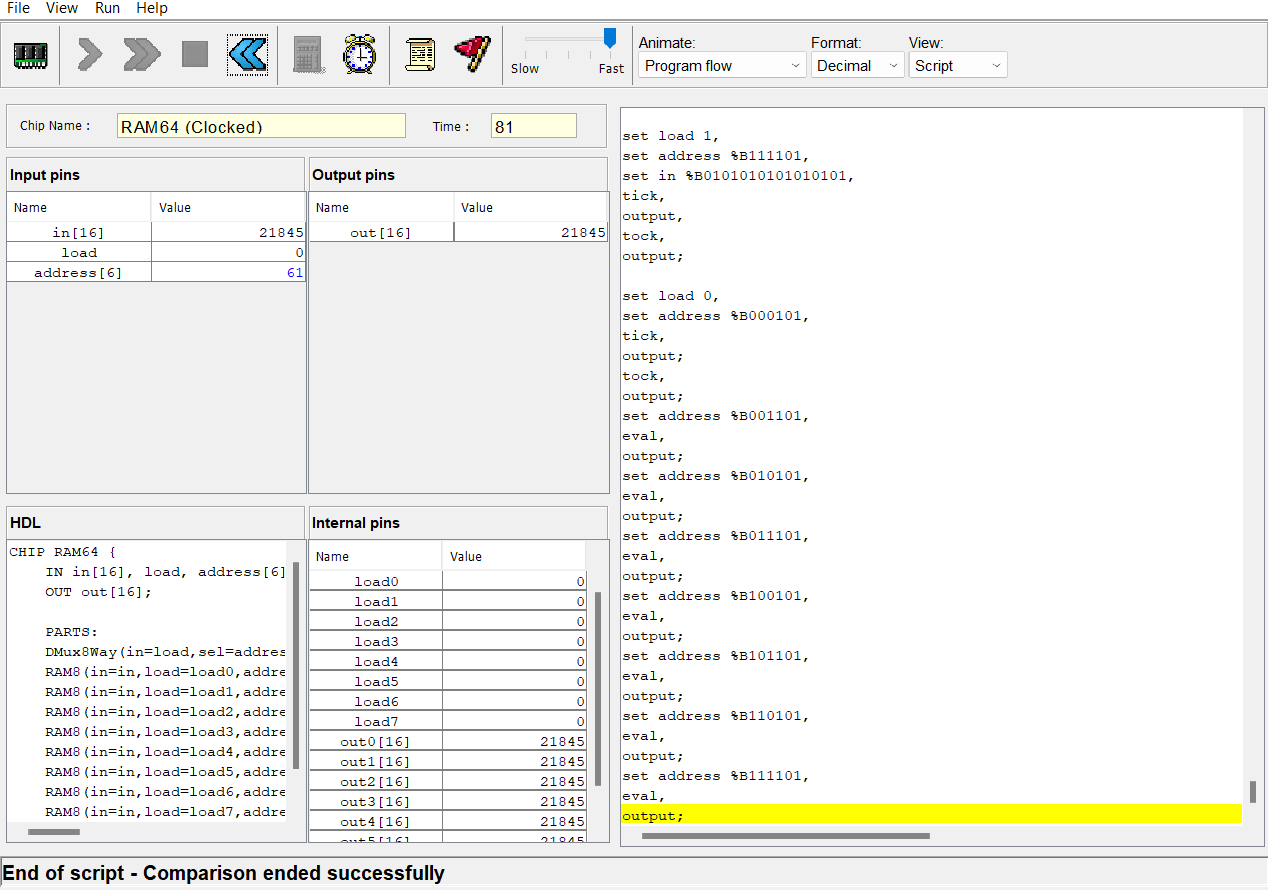 File View Run Help
Animate: Format: View:
Slow Fast Program flow Decimal Script
Chip Name : RAM64 (Clocked) Time : 81
Input pins
Name Value
in[16] 21845
load 0
address[6] 61
Output pins
Name Value
out[16] 21845
HDL
CHIP RAM64 {
IN in[16], load, address[6]
OUT out[16];
PARTS:
DMux8Way(in=load,sel=addres
RAM8(in=in,load=load0,addre
RAM8(in=in,load=load1,addre
RAM8(in=in,load=load2,addre
RAM8(in=in,load=load3,addre
RAM8(in=in,load=load4,addre
RAM8(in=in,load=load5,addre
RAM8(in=in,load=load6,addre
RAM8(in=in,load=load7,addre
Internal pins
Name Value
load0 0
load1 0
load2 0
load3 0
load4 0
load5 0
load6 0
load7 0
out0[16] 21845
out1[16] 21845
out2[16] 21845
out3[16] 21845
out4[16] 21845
out5[16] 21845
set load 1,
set address %B111101,
set in %B0101010101010101,
tick,
output,
tock,
output;
set load 0,
set address %B000101,
tick,
output;
tock,
output;
set address %B001101,
eval,
output;
set address %B010101,
eval,
output;
set address %B011101,
eval,
output;
set address %B100101,
eval,
output;
set address %B101101,
eval,
output;
set address %B110101,
eval,
output;
set address %B111101,
eval,
output;
End of script - Comparison ended successfully